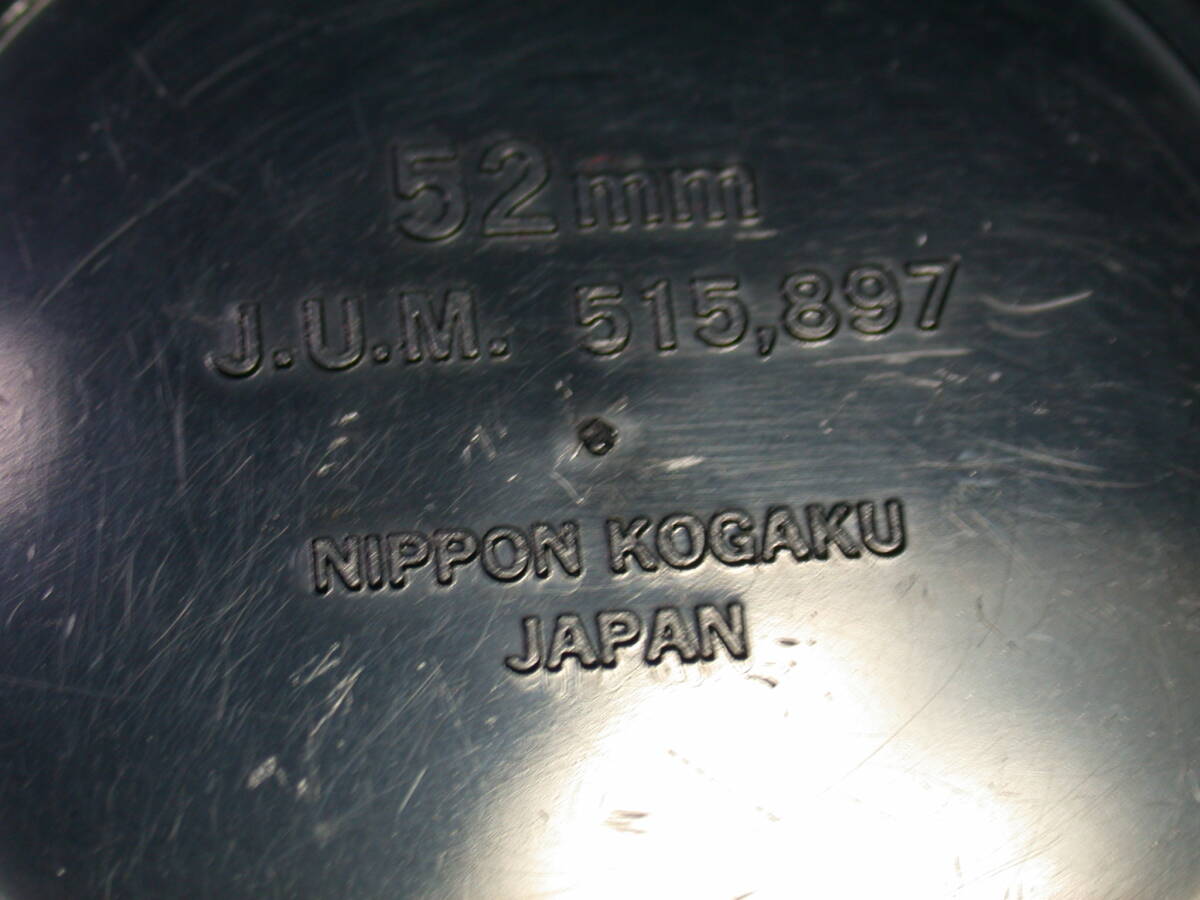 52mm
J.U.M. 515,897
NIPPON KOGAKU
JAPAN